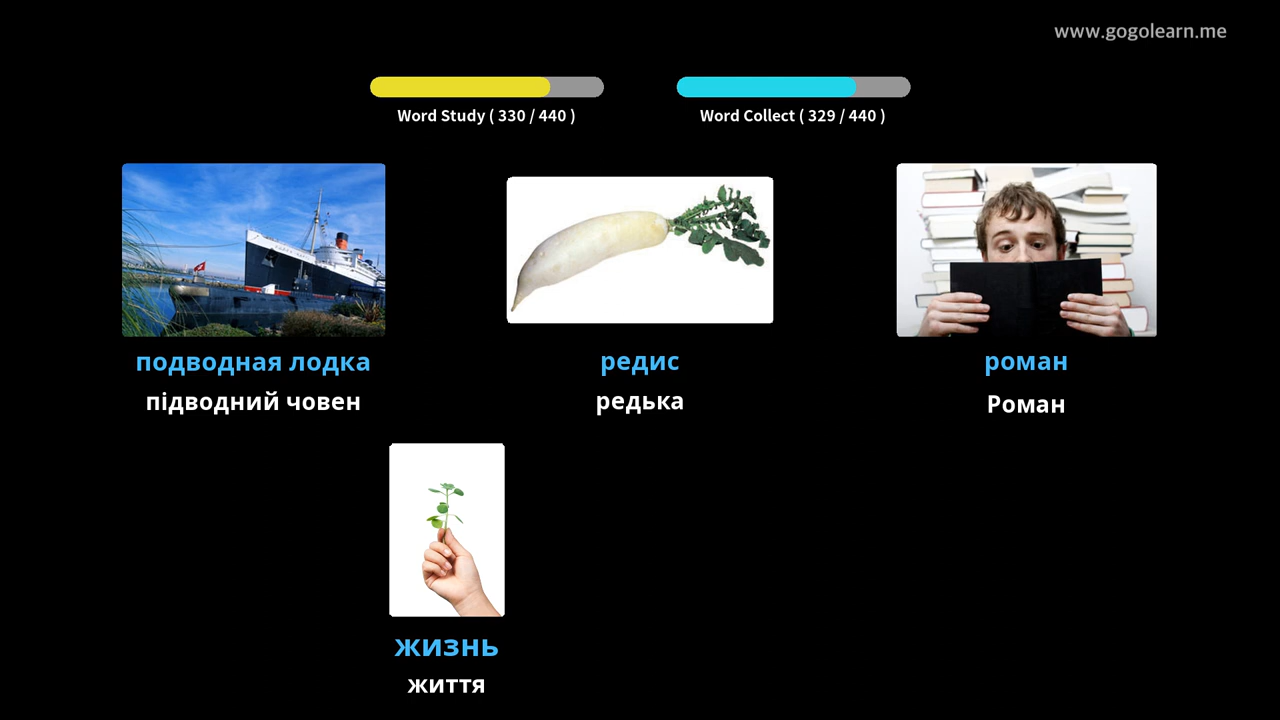 www.gogolearn.me
Word Study ( 330 / 440 )
Word Collect ( 329 / 440 )
подводная лодка
підводний човен
редис
редька
роман
Роман
жизнь
життя